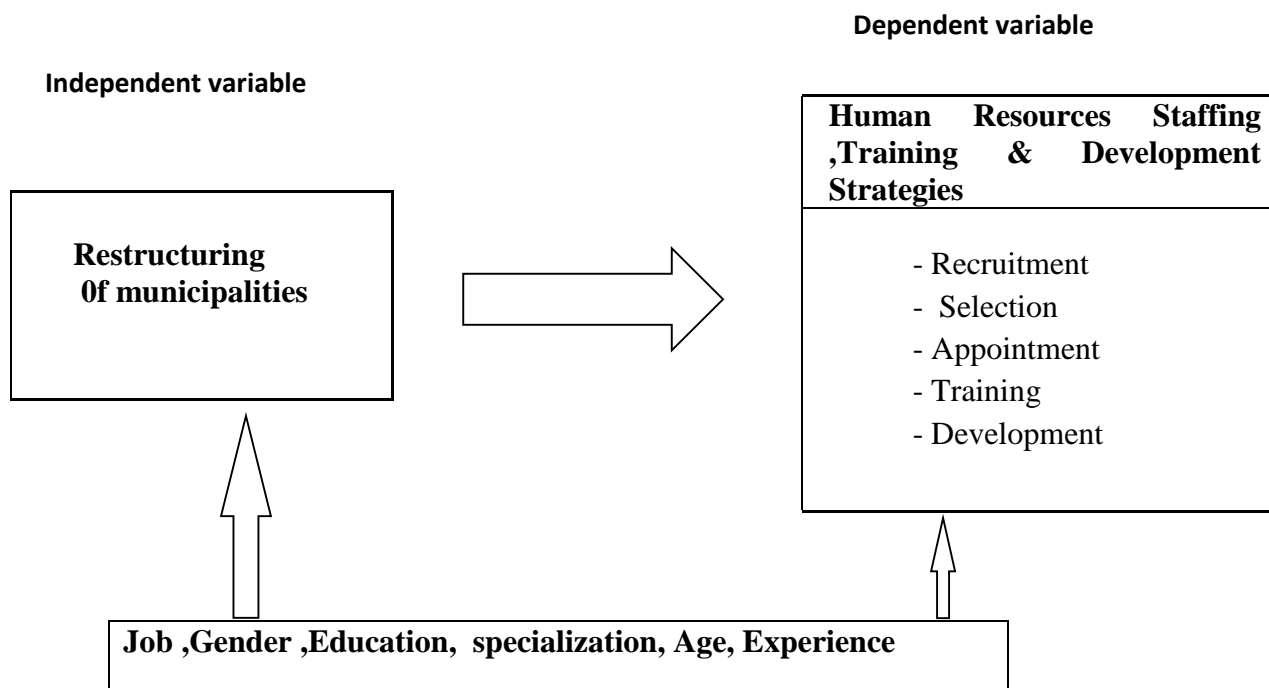 Dependent variable
Independent variable
Human Resources Staffing
,Training & Development
Strategies
Restructuring
0f municipalities
- Recruitment
- Selection
- Appointment
- Training
- Development
Job ,Gender ,Education, specialization, Age, Experience